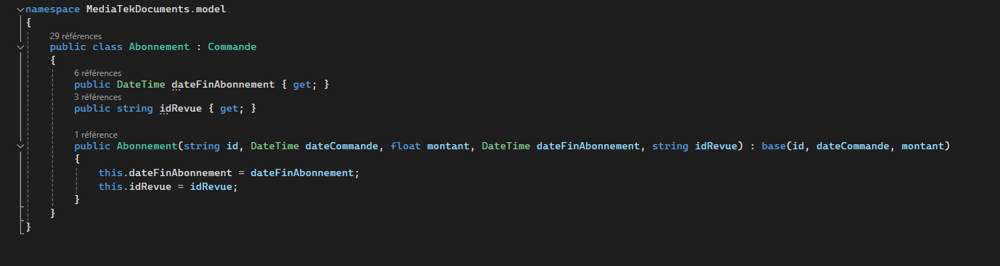 namespace MediaTekDocuments.model
{
29 références
public class Abonnement : Commande
{
6 références
public DateTime dateFinAbonnement { get; }
3 références
public string idRevue { get; }
1 référence
public Abonnement(string id, DateTime dateCommande, float montant, DateTime dateFinAbonnement, string idRevue) : base(id, dateCommande, montant)
{
this.dateFinAbonnement = dateFinAbonnement;
this.idRevue = idRevue;
}
}
}